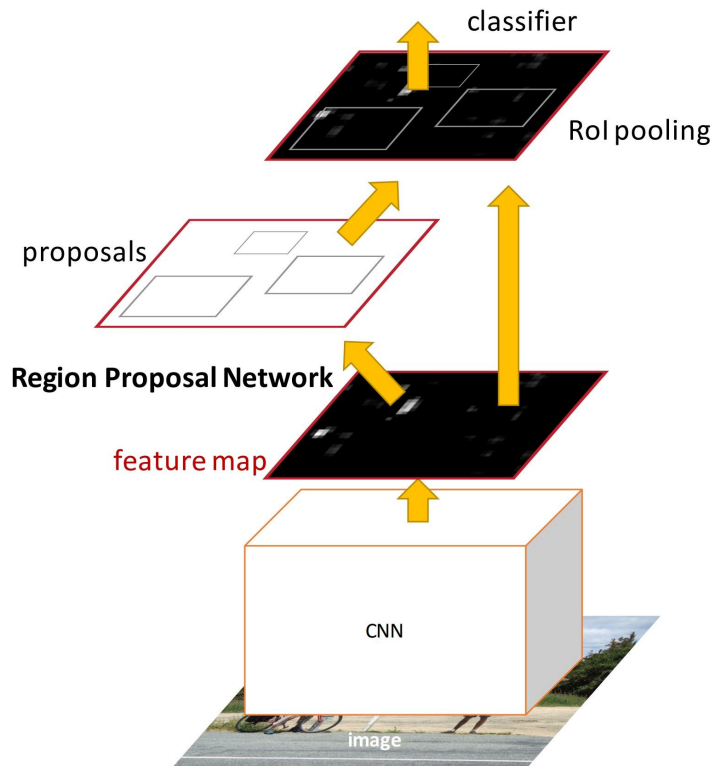 classifier
RoI pooling
proposals
Region Proposal Network
feature map
CNN
image